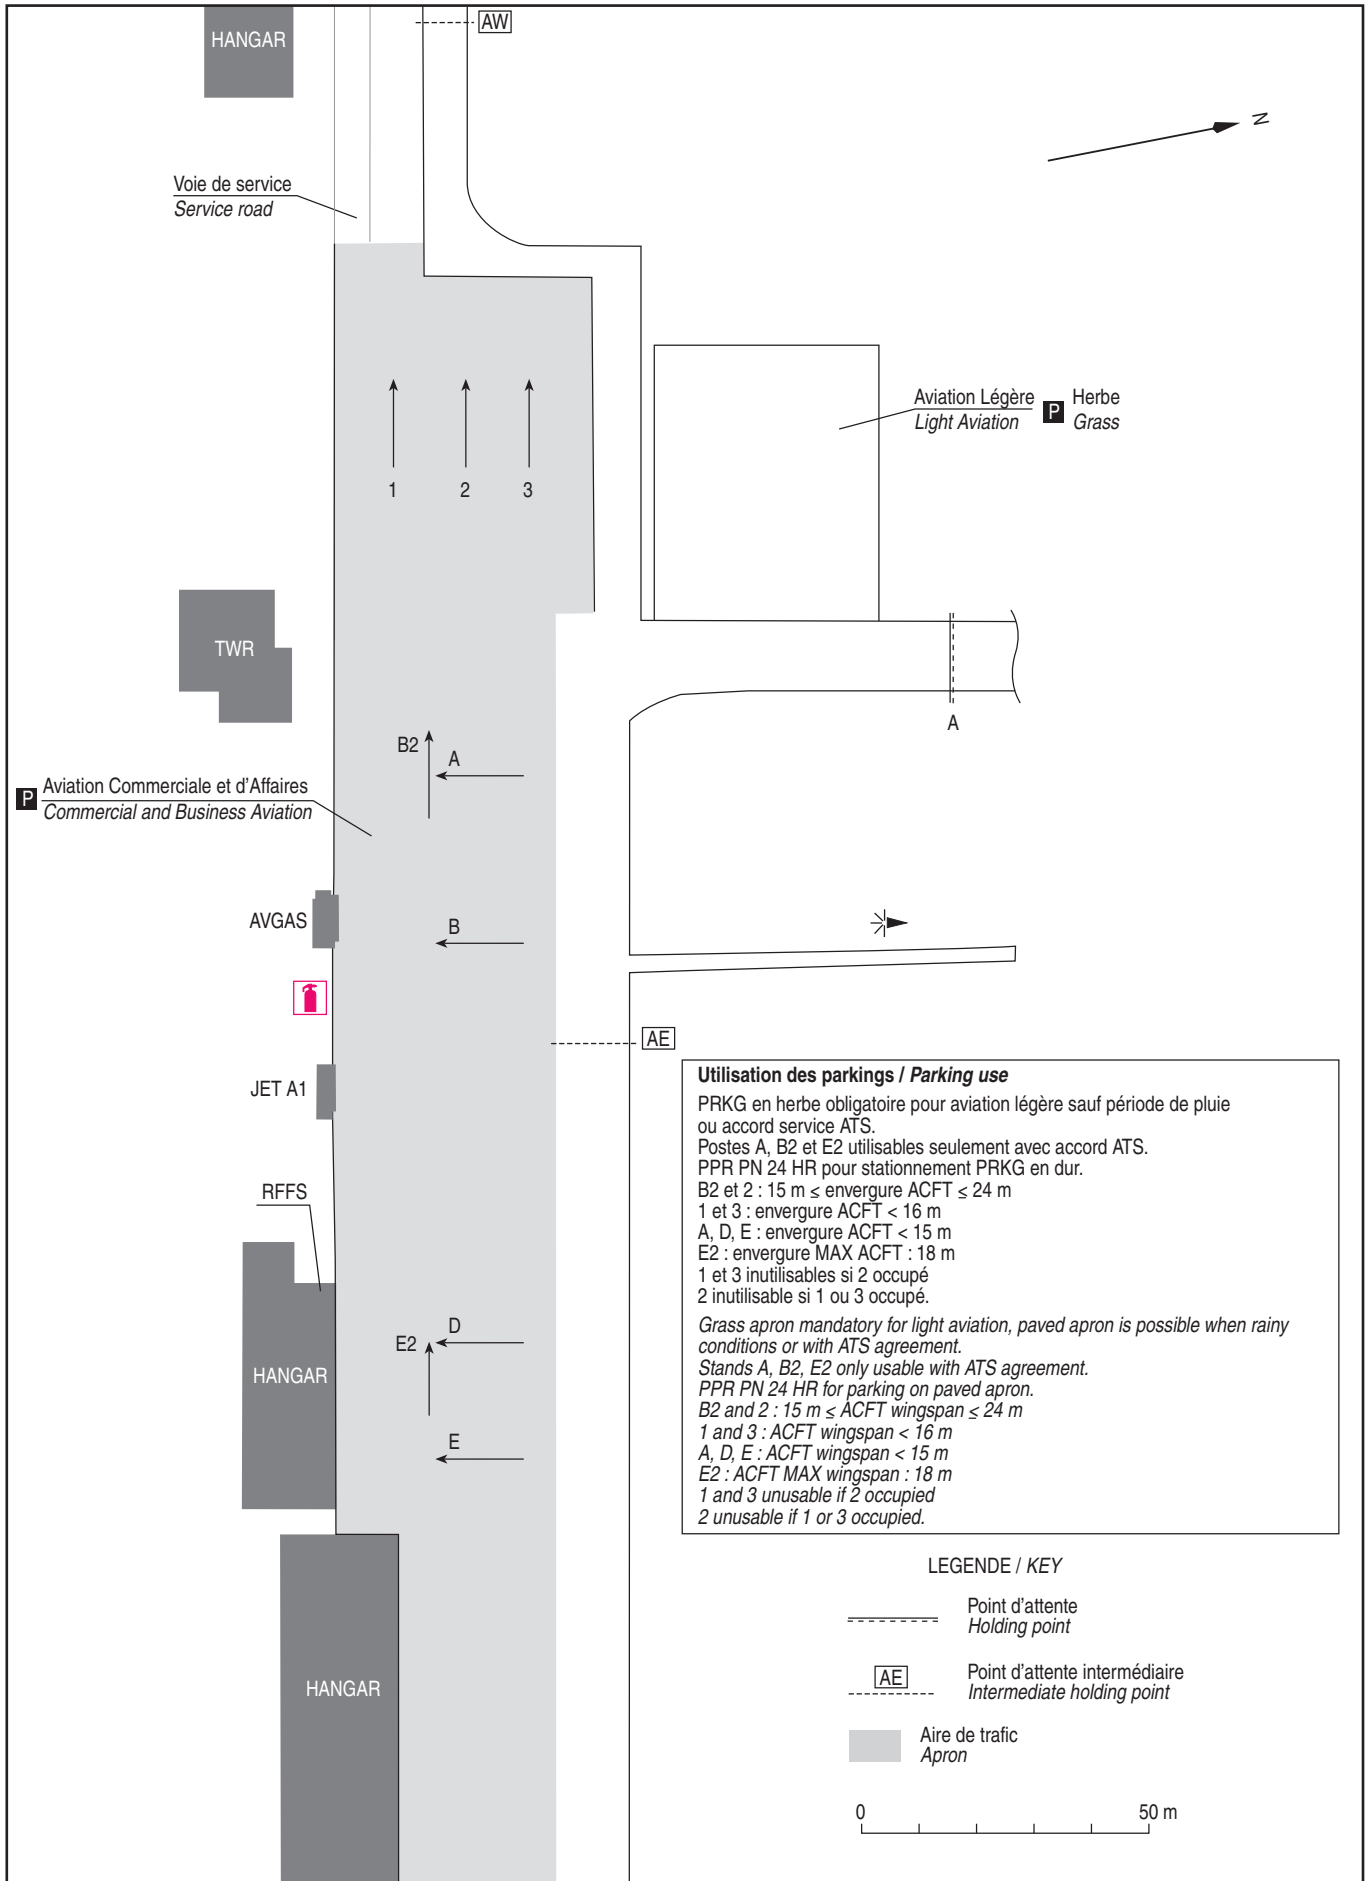 HANGAR
AW
N
Voie de service
Service road
Aviation Légère
Light Aviation
P
Herbe
Grass
1
2
3
TWR
A
B2
A
P
Aviation Commerciale et d'Affaires
Commercial and Business Aviation
AVGAS
B
AE
JET A1
RFFS
HANGAR
E2
D
E
HANGAR
Utilisation des parkings / Parking use
PRKG en herbe obligatoire pour aviation légère sauf période de pluie
ou accord service ATS.
Postes A, B2 et E2 utilisables seulement avec accord ATS.
PPR PN 24 HR pour stationnement PRKG en dur.
B2 et 2 : 15 m ≤ envergure ACFT ≤ 24 m
1 et 3 : envergure ACFT < 16 m
A, D, E : envergure ACFT < 15 m
E2 : envergure MAX ACFT : 18 m
1 et 3 inutilisables si 2 occupé
2 inutilisable si 1 ou 3 occupé.
Grass apron mandatory for light aviation, paved apron is possible when rainy
conditions or with ATS agreement.
Stands A, B2, E2 only usable with ATS agreement.
PPR PN 24 HR for parking on paved apron.
B2 and 2 : 15 m ≤ ACFT wingspan ≤ 24 m
1 and 3 : ACFT wingspan < 16 m
A, D, E : ACFT wingspan < 15 m
E2 : ACFT MAX wingspan : 18 m
1 and 3 unusable if 2 occupied
2 unusable if 1 or 3 occupied.
LEGENDE / KEY
Point d'attente
Holding point
AE
Point d'attente intermédiaire
Intermediate holding point
Aire de trafic
Apron
0
50 m